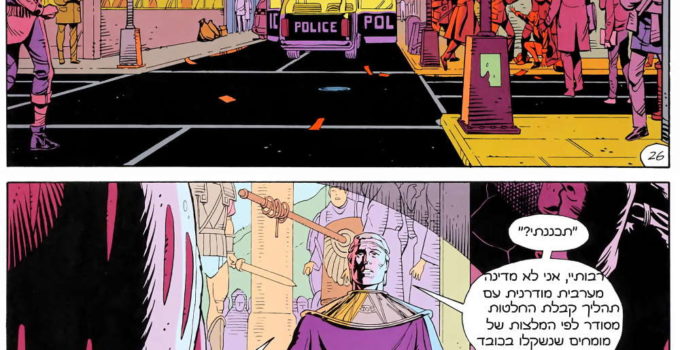 POLICE
POL
26
"תכננתי?"
רבותיי, אני לא מדינה
מערבית מודרנית עם
תהליך קבלת החלטות
מסודר לפי המלצות של
מומחים שנשקלו בכובד